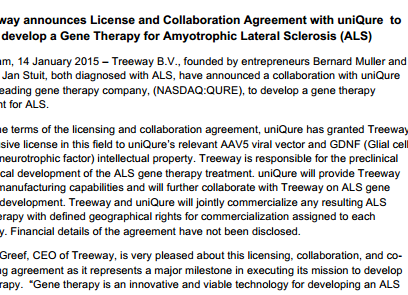 way announces License and Collaboration Agreement with uniQure to
develop a Gene Therapy for Amyotrophic Lateral Sclerosis (ALS)
m, 14 January 2015 – Treeway B.V., founded by entrepreneurs Bernard Muller and
Jan Stuit, both diagnosed with ALS, have announced a collaboration with uniQure
eading gene therapy company, (NASDAQ:QURE), to develop a gene therapy
nt for ALS.
e terms of the licensing and collaboration agreement, uniQure has granted Treeway
sive license in this field to uniQure's relevant AAV5 viral vector and GDNF (Glial cell
neurotrophic factor) intellectual property. Treeway is responsible for the preclinical
cal development of the ALS gene therapy treatment. uniQure will provide Treeway
manufacturing capabilities and will further collaborate with Treeway on ALS gene
development. Treeway and uniQure will jointly commercialize any resulting ALS
erapy with defined geographical rights for commercialization assigned to each
y. Financial details of the agreement have not been disclosed.
Greef, CEO of Treeway, is very pleased about this licensing, collaboration, and co-
ng agreement as it represents a major milestone in executing its mission to develop
rapy. "Gene therapy is an innovative and viable technology for developing an ALS